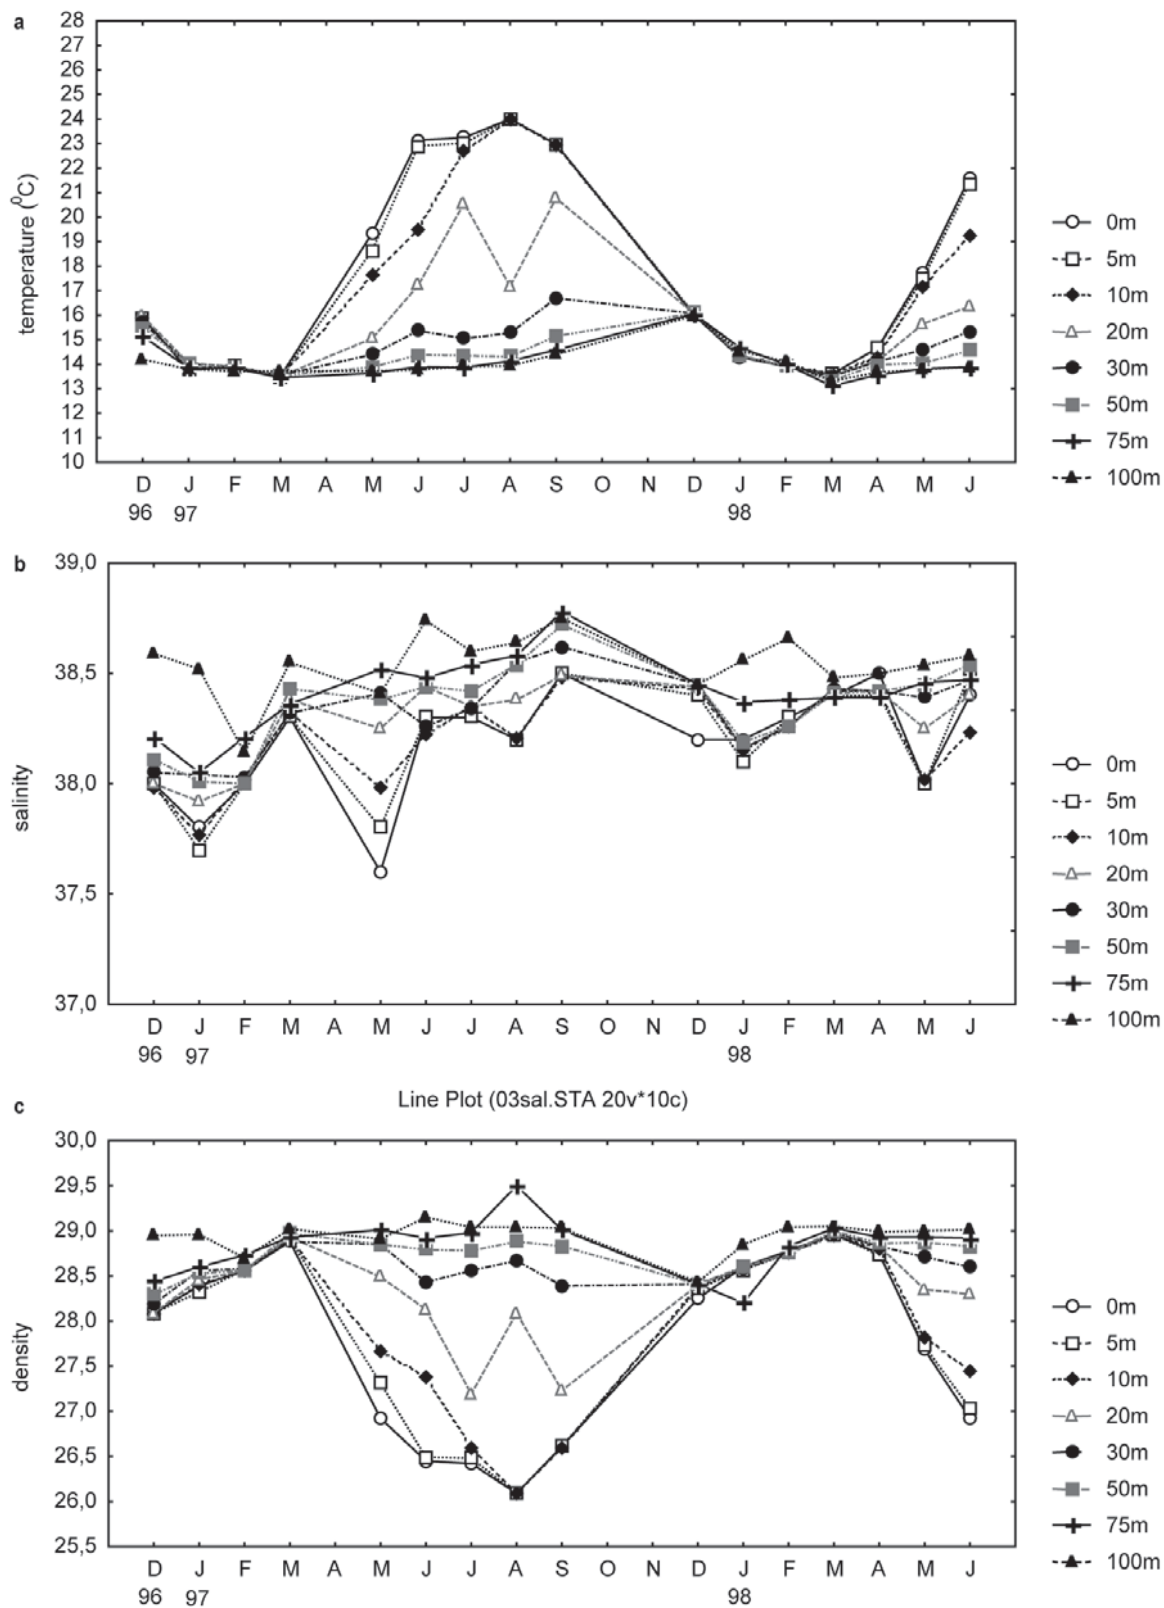 a
28
27
26
25
24
23
22
21
20
19
18
17
16
15
14
13
12
11
10
temperature (⁰C)
D J F M A M J J A S O N D J F M A M J
96 97 98
0m
5m
10m
20m
30m
50m
75m
100m
b
39,0
38,5
38,0
37,5
37,0
salinity
D J F M A M J J A S O N D J F M A M J
96 97 98
0m
5m
10m
20m
30m
50m
75m
100m
c
Line Plot (03sal.STA 20v*10c)
30,0
29,5
29,0
28,5
28,0
27,5
27,0
26,5
26,0
25,5
density
D J F M A M J J A S O N D J F M A M J
96 97 98
0m
5m
10m
20m
30m
50m
75m
100m